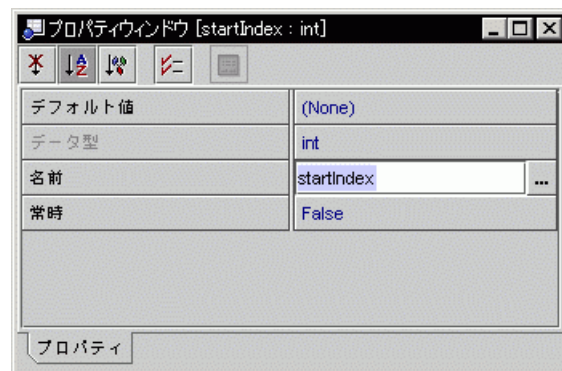 プロパティウィンドウ [startIndex : int]
デフォルト値 (None)
データ型 int
名前 startIndex ...
常時 False
プロパティ